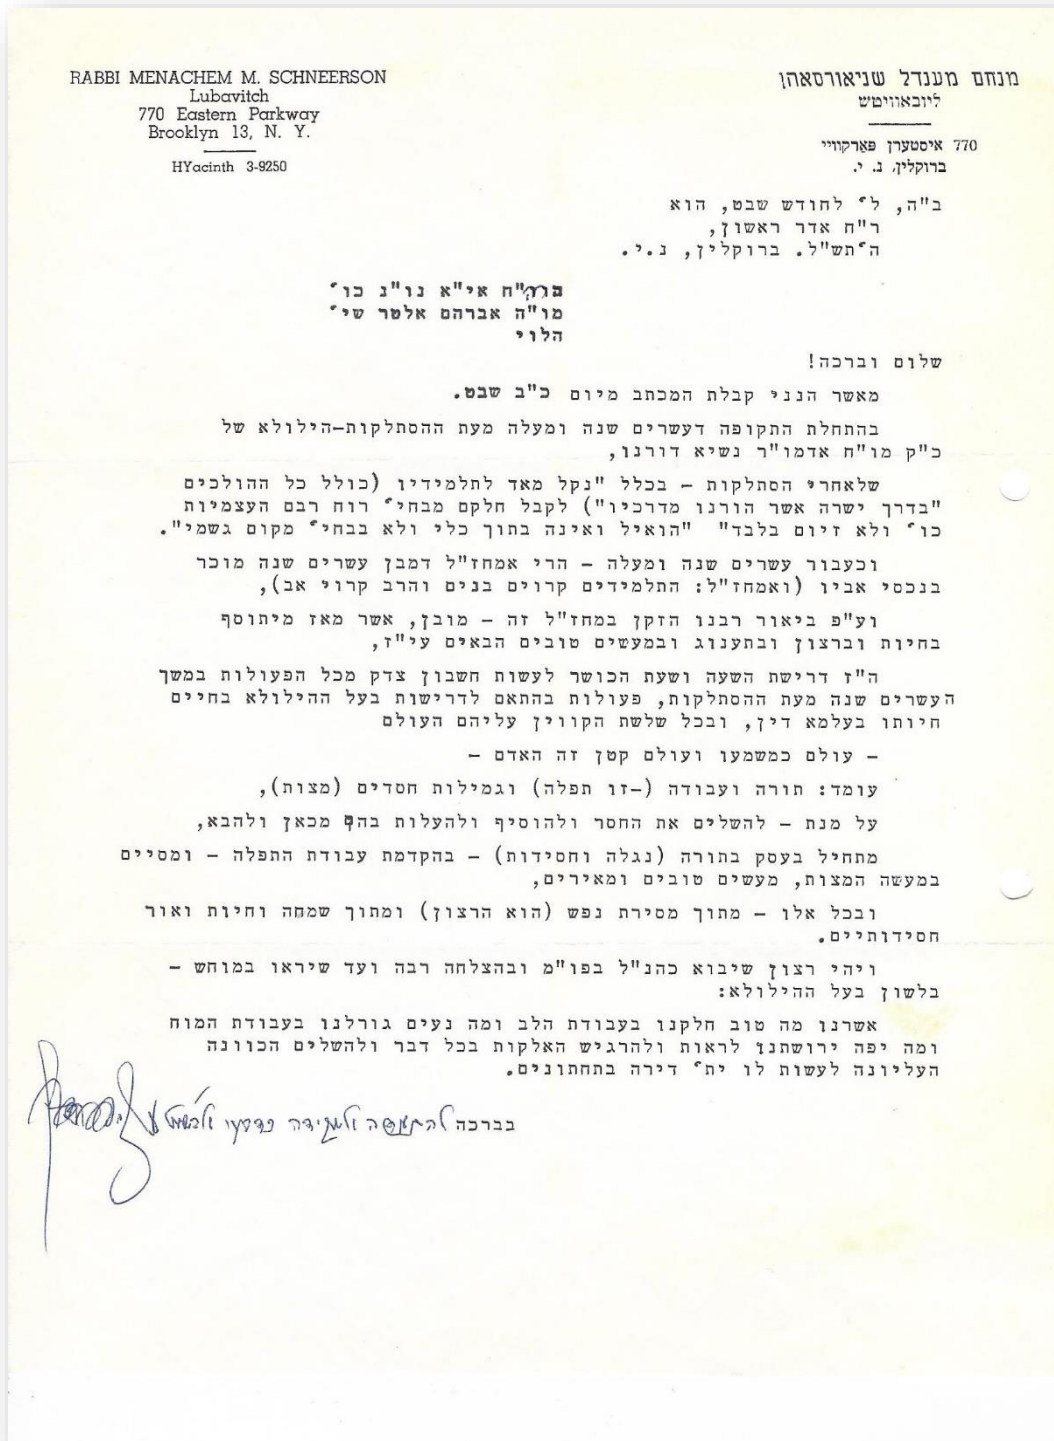 RABBI MENACHEM M. SCHNEERSON
Lubavitch
770 Eastern Parkway
Brooklyn 13, N. Y.
HYacinth 3-9250
מנחם מענדל שניאורסאהן
ליובאוויטש
770 איסטערן פּאַרקוויי
ברוקלין, נ. י.
ב"ה, ל' לחודש שבט, הוא
ר"ח אדר ראשון,
ה'תש"ל. ברוקלין, נ.י.
הו"ח אי"א נו"נ כו'
מו"ה אברהם אלטר שי'
הלוי
שלום וברכה!
מאשר הנני קבלת המכתב מיום כ"ב שבט.
בהתחלת התקופה דעשרים שנה ומעלה מעת ההסתלקות-הילולא של
כ"ק מו"ח אדמו"ר נשיא דורנו,
שלאחרי הסתלקות - בכלל "נקל מאד לתלמידיו (כולל כל ההולכים
"בדרך ישרה אשר הורנו מדרכיו") לקבל חלקם מבחי' רוח רבם העצמיות
כו' ולא זיום בלבד" "הואיל ואינה בתוך כלי ולא בבחי' מקום גשמי".
וכעבור עשרים שנה ומעלה - הרי אמחז"ל דמבן עשרים שנה מוכר
בנכסי אביו (ואמחז"ל: התלמידים קרוים בנים והרב קרוי אב),
וע"פ ביאור רבנו הזקן במחז"ל זה - מובן, אשר מאז מיתוסף
בחיות וברצון ובתענוג ובמעשים טובים הבאים עי"ז,
ה"ז דרישת השעה ושעת הכושר לעשות חשבון צדק מכל הפעולות במשך
העשרים שנה מעת ההסתלקות, פעולות בהתאם לדרישות בעל ההילולא בחיים
חיותו בעלמא דין, ובכל שלשת הקווין עליהם העולם
- עולם כמשמעו ועולם קטן זה האדם -
עומד: תורה ועבודה (-זו תפלה) וגמילות חסדים (מצות),
על מנת - להשלים את החסר ולהוסיף ולהעלות בהם מכאן ולהבא,
מתחיל בעסק בתורה (נגלה וחסידות) - בהקדמת עבודת התפלה - ומסיים
במעשה המצות, מעשים טובים ומאירים,
ובכל אלו - מתוך מסירת נפש (הוא הרצון) ומתוך שמחה וחיות ואור
חסידותיים.
ויהי רצון שיבוא כהנ"ל בפו"מ ובהצלחה רבה ועד שיראו במוחש -
בלשון בעל ההילולא:
אשרנו מה טוב חלקנו בעבודת הלב ומה נעים גורלנו בעבודת המוח
ומה יפה ירושתנו לראות ולהרגיש האלקות בכל דבר ולהשלים הכוונה
העליונה לעשות לו ית' דירה בתחתונים.
בברכה